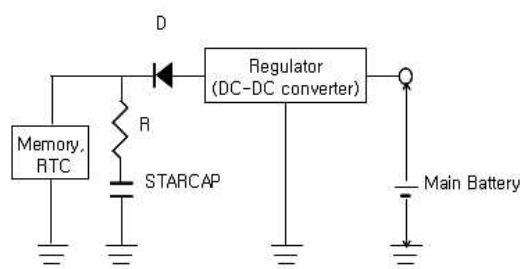 D
Regulator
(DC-DC converter)
R
Memory,
RTC
STARCAP
Main Battery